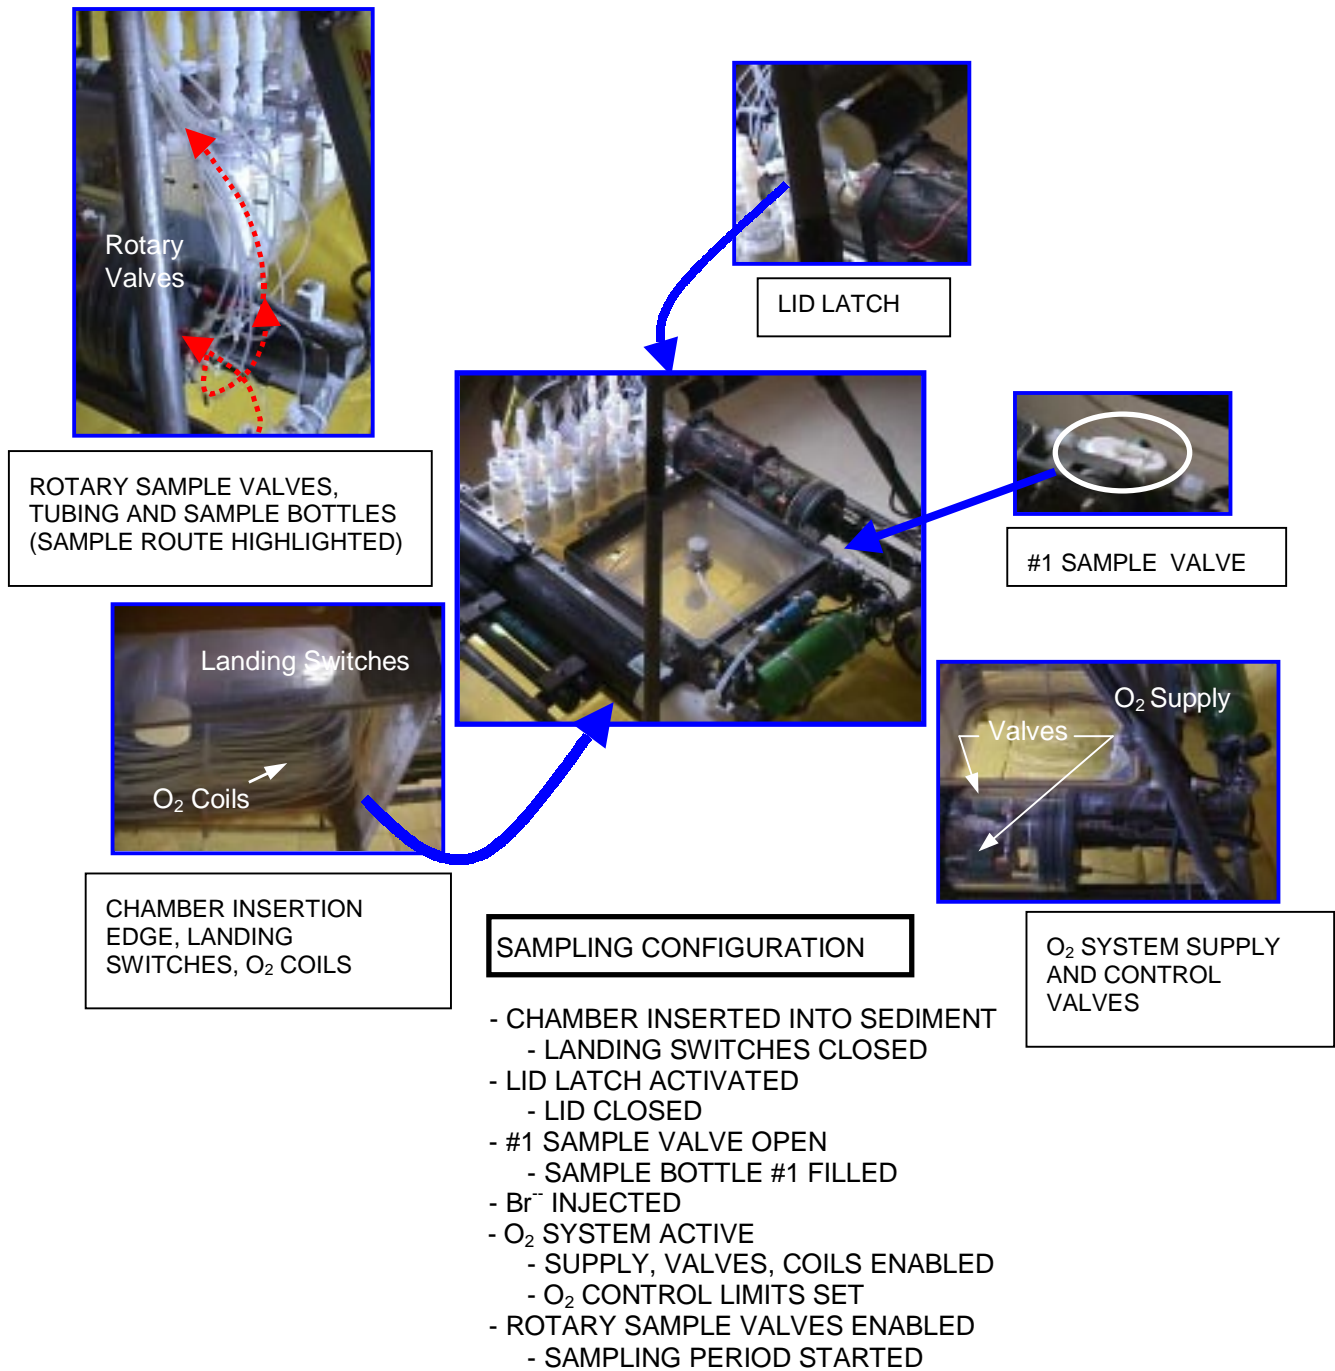 Rotary
Valves
ROTARY SAMPLE VALVES,
TUBING AND SAMPLE BOTTLES
(SAMPLE ROUTE HIGHLIGHTED)
LID LATCH
#1 SAMPLE VALVE
Landing Switches
O₂ Coils
CHAMBER INSERTION
EDGE, LANDING
SWITCHES, O₂ COILS
O₂ Supply
Valves
O₂ SYSTEM SUPPLY
AND CONTROL
VALVES
SAMPLING CONFIGURATION
- CHAMBER INSERTED INTO SEDIMENT
- LANDING SWITCHES CLOSED
- LID LATCH ACTIVATED
- LID CLOSED
- #1 SAMPLE VALVE OPEN
- SAMPLE BOTTLE #1 FILLED
- Br⁻⁻ INJECTED
- O₂ SYSTEM ACTIVE
- SUPPLY, VALVES, COILS ENABLED
- O₂ CONTROL LIMITS SET
- ROTARY SAMPLE VALVES ENABLED
- SAMPLING PERIOD STARTED